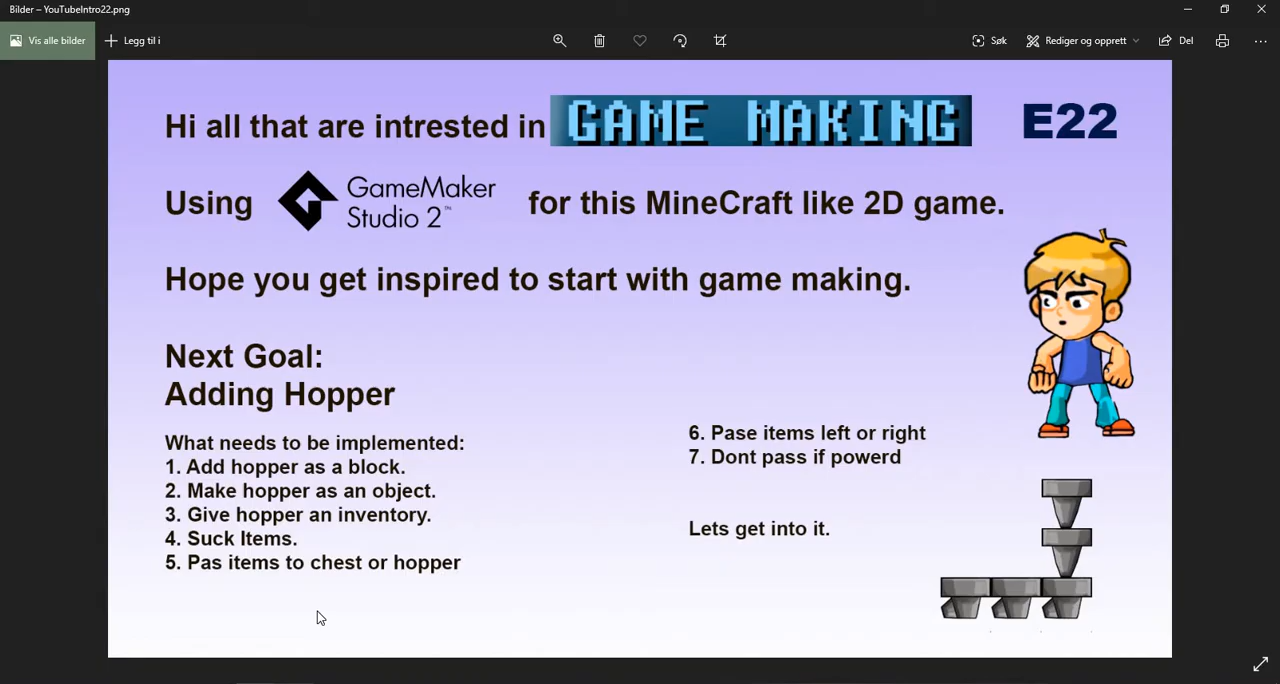 Bilder – YouTubeIntro22.png
Vis alle bilder
Legg til i
Søk
Rediger og opprett
Del
Hi all that are intrested in GAME MAKING E22
Using GameMaker Studio 2™ for this MineCraft like 2D game.
Hope you get inspired to start with game making.
Next Goal:
Adding Hopper
What needs to be implemented:
1. Add hopper as a block.
2. Make hopper as an object.
3. Give hopper an inventory.
4. Suck Items.
5. Pas items to chest or hopper
6. Pase items left or right
7. Dont pass if powerd
Lets get into it.